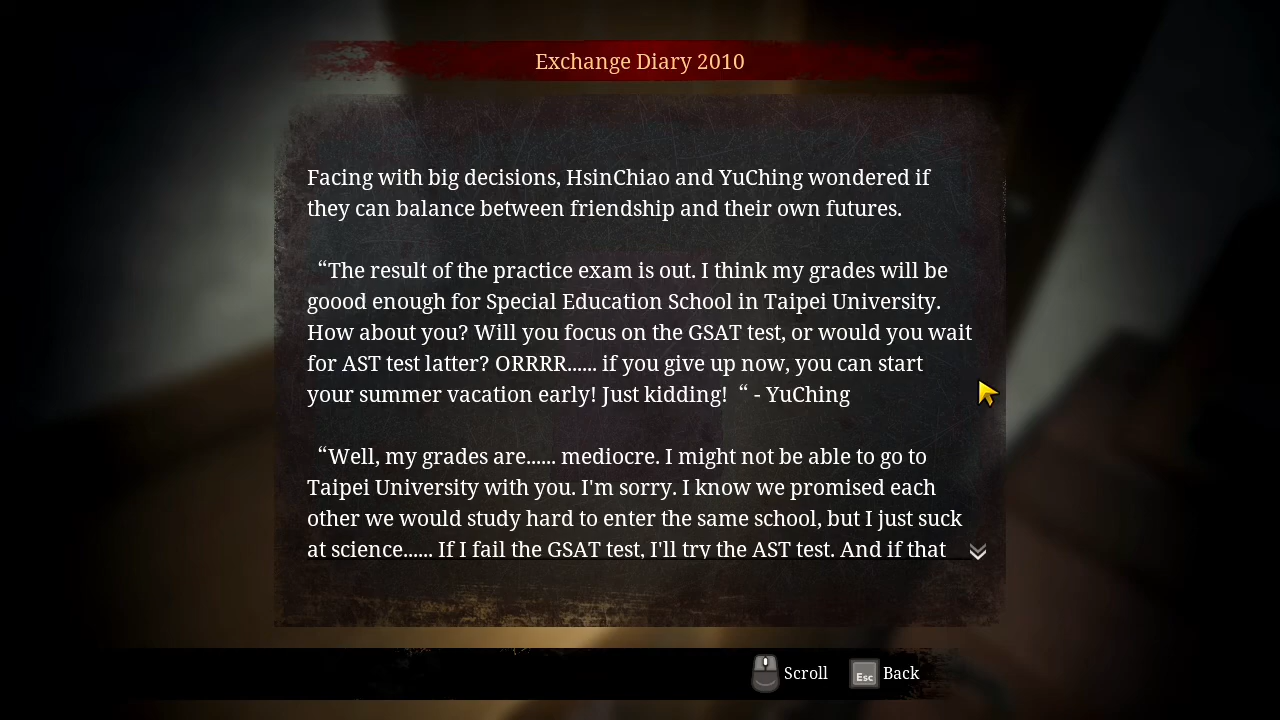 Exchange Diary 2010
Facing with big decisions, HsinChiao and YuChing wondered if
they can balance between friendship and their own futures.
“The result of the practice exam is out. I think my grades will be
goood enough for Special Education School in Taipei University.
How about you? Will you focus on the GSAT test, or would you wait
for AST test latter? ORRRR...... if you give up now, you can start
your summer vacation early! Just kidding!  “ - YuChing
“Well, my grades are...... mediocre. I might not be able to go to
Taipei University with you. I'm sorry. I know we promised each
other we would study hard to enter the same school, but I just suck
at science...... If I fail the GSAT test, I'll try the AST test. And if that
Scroll
Esc
Back